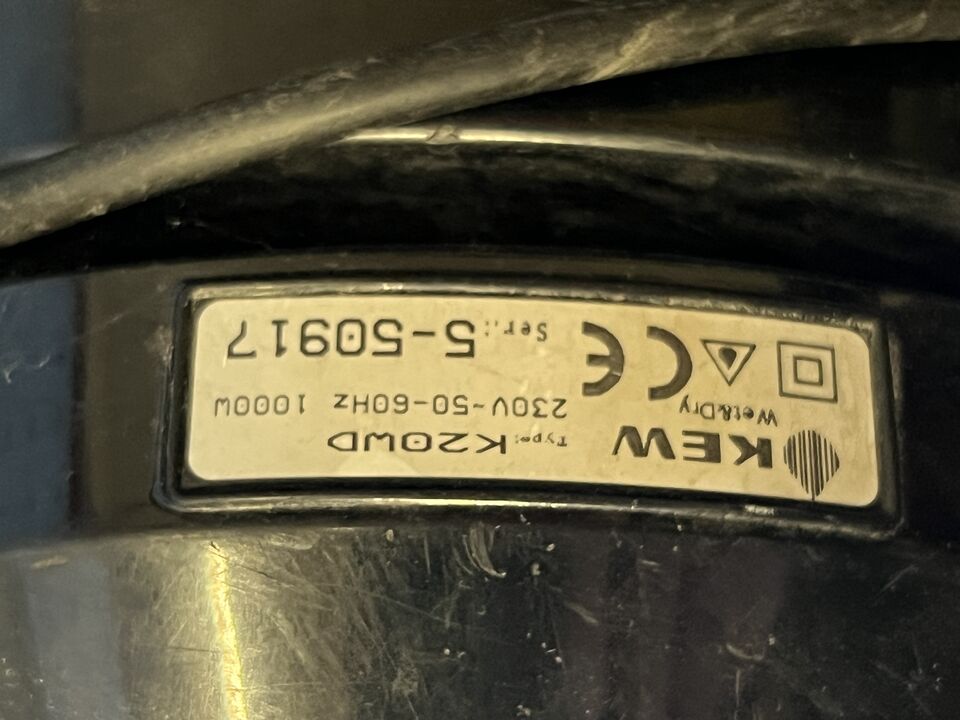 KEW
Wet&Dry
Type: K20WD
230V~50-60Hz 1000W
CE
Ser.: 5-50917